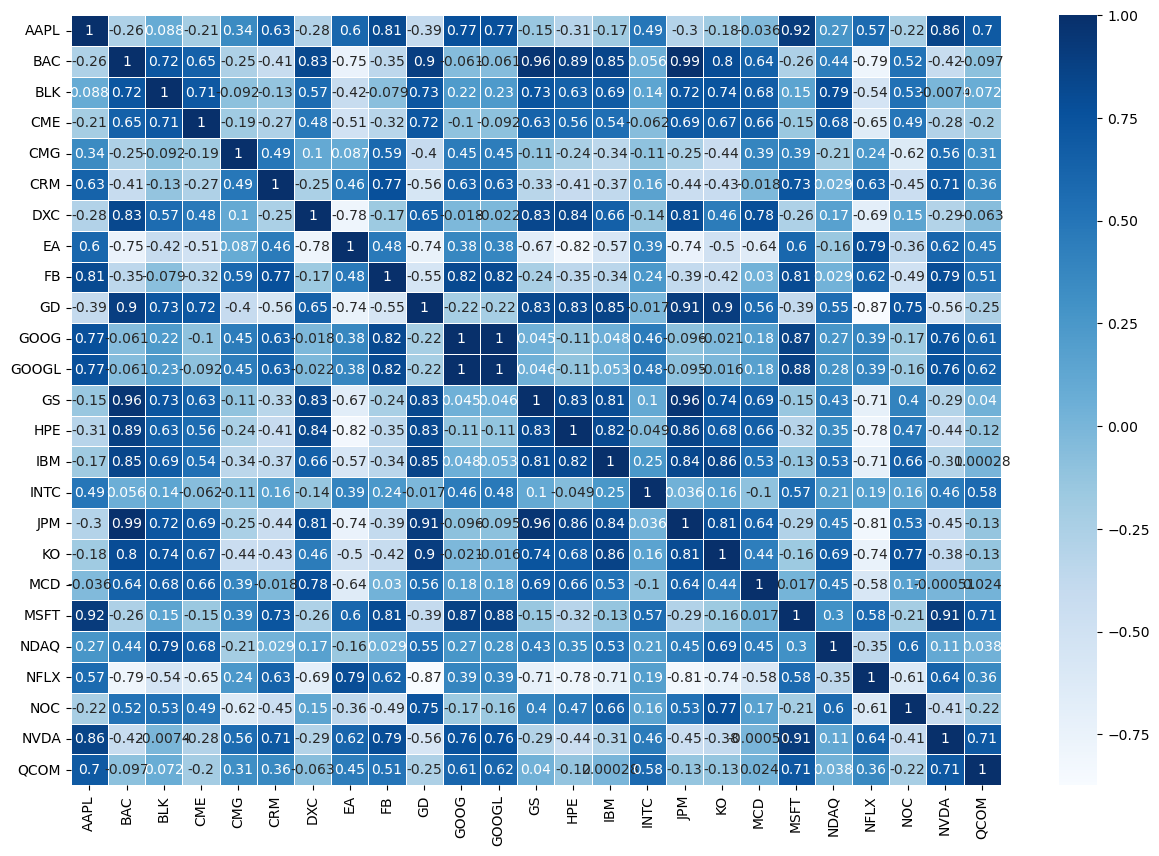 AAPL 1 -0.26 0.088 -0.21 0.34 0.63 -0.28 0.6 0.81 -0.39 0.77 0.77 -0.15 -0.31 -0.17 0.49 -0.3 -0.18 -0.036 0.92 0.27 0.57 -0.22 0.86 0.7
BAC -0.26 1 0.72 0.65 -0.25 -0.41 0.83 -0.75 -0.35 0.9 -0.061 -0.061 0.96 0.89 0.85 0.056 0.99 0.8 0.64 -0.26 0.44 -0.79 0.52 -0.42 -0.097
BLK 0.088 0.72 1 0.71 -0.092 -0.13 0.57 -0.42 -0.079 0.73 0.22 0.23 0.73 0.63 0.69 0.14 0.72 0.74 0.68 0.15 0.79 -0.54 0.53 -0.0074 0.072
CME -0.21 0.65 0.71 1 -0.19 -0.27 0.48 -0.51 -0.32 0.72 -0.1 -0.092 0.63 0.56 0.54 -0.062 0.69 0.67 0.66 -0.15 0.68 -0.65 0.49 -0.28 -0.2
CMG 0.34 -0.25 -0.092 -0.19 1 0.49 0.1 0.087 0.59 -0.4 0.45 0.45 -0.11 -0.24 -0.34 -0.11 -0.25 -0.44 0.39 0.39 -0.21 0.24 -0.62 0.56 0.31
CRM 0.63 -0.41 -0.13 -0.27 0.49 1 -0.25 0.46 0.77 -0.56 0.63 0.63 -0.33 -0.41 -0.37 0.16 -0.44 -0.43 -0.018 0.73 0.029 0.63 -0.45 0.71 0.36
DXC -0.28 0.83 0.57 0.48 0.1 -0.25 1 -0.78 -0.17 0.65 -0.018 -0.022 0.83 0.84 0.66 -0.14 0.81 0.46 0.78 -0.26 0.17 -0.69 0.15 -0.29 -0.063
EA 0.6 -0.75 -0.42 -0.51 0.087 0.46 -0.78 1 0.48 -0.74 0.38 0.38 -0.67 -0.82 -0.57 0.39 -0.74 -0.5 -0.64 0.6 -0.16 0.79 -0.36 0.62 0.45
FB 0.81 -0.35 -0.079 -0.32 0.59 0.77 -0.17 0.48 1 -0.55 0.82 0.82 -0.24 -0.35 -0.34 0.24 -0.39 -0.42 0.03 0.81 0.029 0.62 -0.49 0.79 0.51
GD -0.39 0.9 0.73 0.72 -0.4 -0.56 0.65 -0.74 -0.55 1 -0.22 -0.22 0.83 0.83 0.85 -0.017 0.91 0.9 0.56 -0.39 0.55 -0.87 0.75 -0.56 -0.25
GOOG 0.77 -0.061 0.22 -0.1 0.45 0.63 -0.018 0.38 0.82 -0.22 1 1 0.045 -0.11 0.048 0.46 -0.096 -0.021 0.18 0.87 0.27 0.39 -0.17 0.76 0.61
GOOGL 0.77 -0.061 0.23 -0.092 0.45 0.63 -0.022 0.38 0.82 -0.22 1 1 0.046 -0.11 0.053 0.48 -0.095 -0.016 0.18 0.88 0.28 0.39 -0.16 0.76 0.62
GS -0.15 0.96 0.73 0.63 -0.11 -0.33 0.83 -0.67 -0.24 0.83 0.045 0.046 1 0.83 0.81 0.1 0.96 0.74 0.69 -0.15 0.43 -0.71 0.4 -0.29 0.04
HPE -0.31 0.89 0.63 0.56 -0.24 -0.41 0.84 -0.82 -0.35 0.83 -0.11 -0.11 0.83 1 0.82 -0.049 0.86 0.68 0.66 -0.32 0.35 -0.78 0.47 -0.44 -0.12
IBM -0.17 0.85 0.69 0.54 -0.34 -0.37 0.66 -0.57 -0.34 0.85 0.048 0.053 0.81 0.82 1 0.25 0.84 0.86 0.53 -0.13 0.53 -0.71 0.66 -0.31 0.00028
INTC 0.49 0.056 0.14 -0.062 -0.11 0.16 -0.14 0.39 0.24 -0.017 0.46 0.48 0.1 -0.049 0.25 1 0.036 0.16 -0.1 0.57 0.21 0.19 0.16 0.46 0.58
JPM -0.3 0.99 0.72 0.69 -0.25 -0.44 0.81 -0.74 -0.39 0.91 -0.096 -0.095 0.96 0.86 0.84 0.036 1 0.81 0.64 -0.29 0.45 -0.81 0.53 -0.45 -0.13
KO -0.18 0.8 0.74 0.67 -0.44 -0.43 0.46 -0.5 -0.42 0.9 -0.021 -0.016 0.74 0.68 0.86 0.16 0.81 1 0.44 -0.16 0.69 -0.74 0.77 -0.38 -0.13
MCD -0.036 0.64 0.68 0.66 0.39 -0.018 0.78 -0.64 0.03 0.56 0.18 0.18 0.69 0.66 0.53 -0.1 0.64 0.44 1 0.017 0.45 -0.58 0.17 -0.00051 0.024
MSFT 0.92 -0.26 0.15 -0.15 0.39 0.73 -0.26 0.6 0.81 -0.39 0.87 0.88 -0.15 -0.32 -0.13 0.57 -0.29 -0.16 0.017 1 0.3 0.58 -0.21 0.91 0.71
NDAQ 0.27 0.44 0.79 0.68 -0.21 0.029 0.17 -0.16 0.029 0.55 0.27 0.28 0.43 0.35 0.53 0.21 0.45 0.69 0.45 0.3 1 -0.35 0.6 0.11 0.038
NFLX 0.57 -0.79 -0.54 -0.65 0.24 0.63 -0.69 0.79 0.62 -0.87 0.39 0.39 -0.71 -0.78 -0.71 0.19 -0.81 -0.74 -0.58 0.58 -0.35 1 -0.61 0.64 0.36
NOC -0.22 0.52 0.53 0.49 -0.62 -0.45 0.15 -0.36 -0.49 0.75 -0.17 -0.16 0.4 0.47 0.66 0.16 0.53 0.77 0.17 -0.21 0.6 -0.61 1 -0.41 -0.22
NVDA 0.86 -0.42 -0.0074 -0.28 0.56 0.71 -0.29 0.62 0.79 -0.56 0.76 0.76 -0.29 -0.44 -0.31 0.46 -0.45 -0.38 -0.00051 0.91 0.11 0.64 -0.41 1 0.71
QCOM 0.7 -0.097 0.072 -0.2 0.31 0.36 -0.063 0.45 0.51 -0.25 0.61 0.62 0.04 -0.12 0.00028 0.58 -0.13 -0.13 0.024 0.71 0.038 0.36 -0.22 0.71 1
AAPL BAC BLK CME CMG CRM DXC EA FB GD GOOG GOOGL GS HPE IBM INTC JPM KO MCD MSFT NDAQ NFLX NOC NVDA QCOM
1.00
0.75
0.50
0.25
0.00
−0.25
−0.50
−0.75